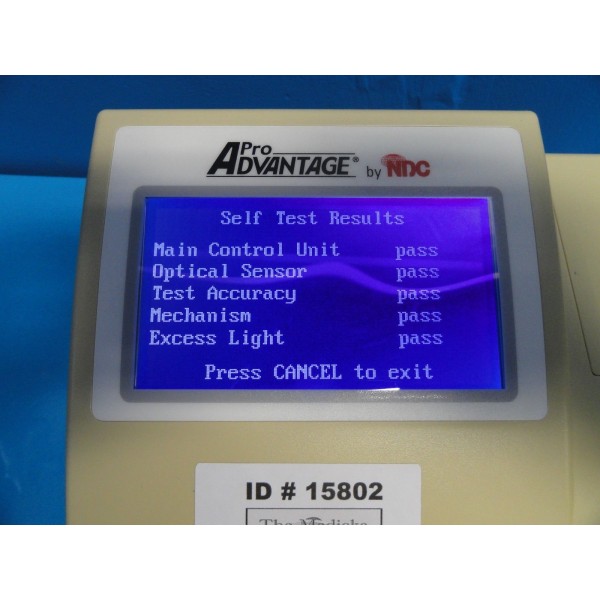 Pro
ADVANTAGE® by NDC
Self Test Results
Main Control Unit pass
Optical Sensor pass
Test Accuracy pass
Mechanism pass
Excess Light pass
Press CANCEL to exit
ID # 15802
The